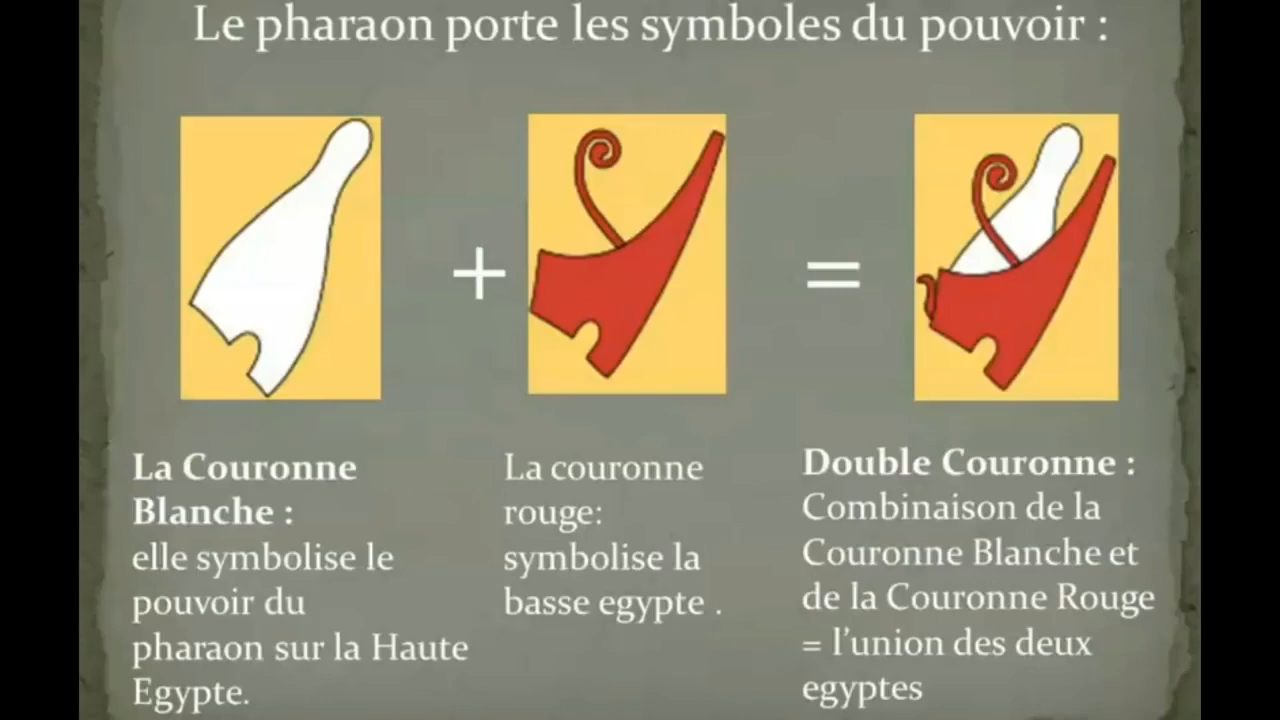 Le pharaon porte les symboles du pouvoir :
+
=
La Couronne
Blanche :
elle symbolise le
pouvoir du
pharaon sur la Haute
Egypte.
La couronne
rouge:
symbolise la
basse egypte .
Double Couronne :
Combinaison de la
Couronne Blanche et
de la Couronne Rouge
= l’union des deux
egyptes